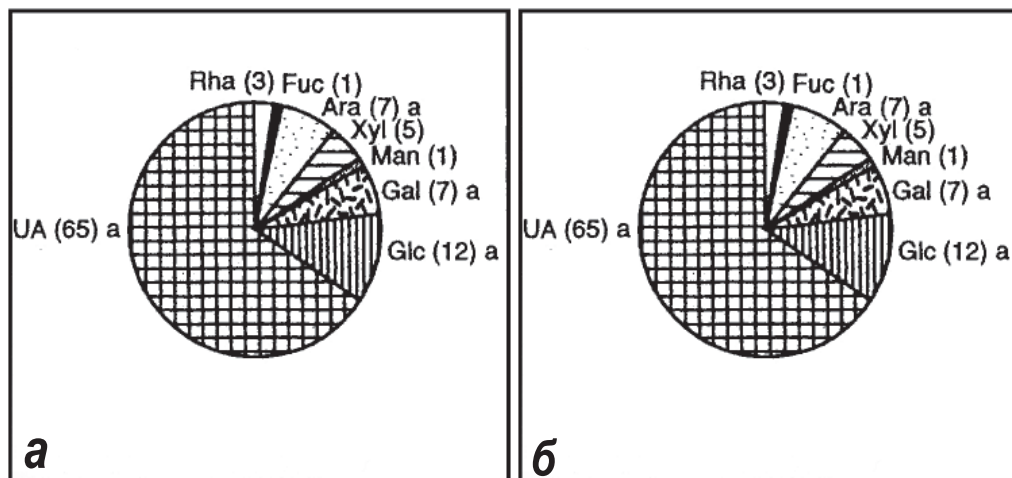 Rha (3) Fuc (1)
Ara (7) a
Xyl (5)
Man (1)
Gal (7) a
UA (65) a
Glc (12) a
а
Rha (3) Fuc (1)
Ara (7) a
Xyl (5)
Man (1)
Gal (7) a
UA (65) a
Glc (12) a
б